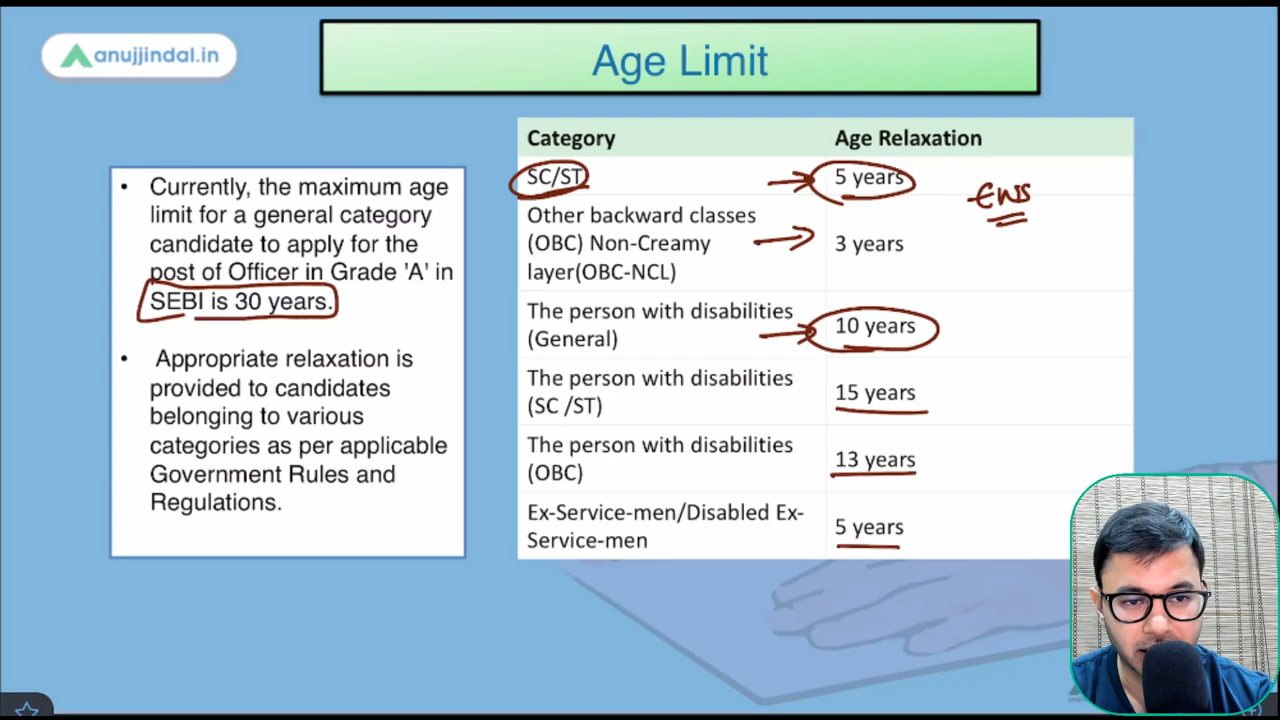 anujjindal.in
Age Limit
• Currently, the maximum age
limit for a general category
candidate to apply for the
post of Officer in Grade 'A' in
SEBI is 30 years.
• Appropriate relaxation is
provided to candidates
belonging to various
categories as per applicable
Government Rules and
Regulations.
Category Age Relaxation
SC/ST 5 years
EWS
Other backward classes
(OBC) Non-Creamy 3 years
layer(OBC-NCL)
The person with disabilities
(General) 10 years
The person with disabilities
(SC /ST) 15 years
The person with disabilities
(OBC) 13 years
Ex-Service-men/Disabled Ex-
Service-men 5 years